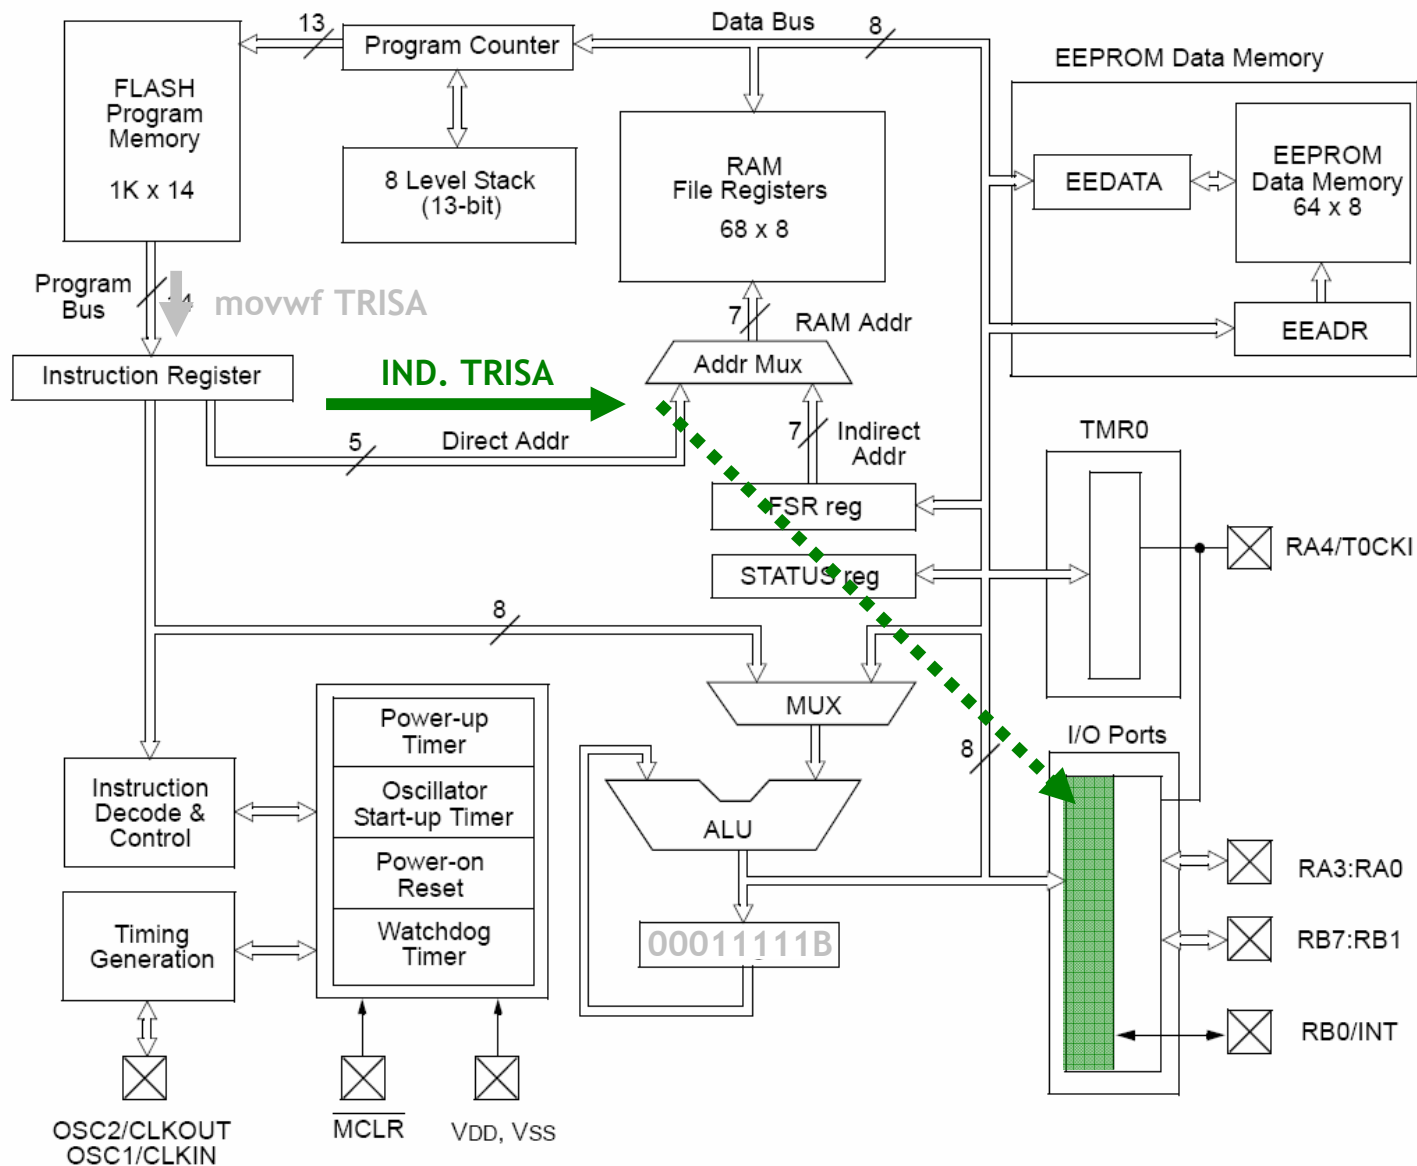 13
Program Counter
Data Bus
8
EEPROM Data Memory
FLASH
Program
Memory
1K x 14
8 Level Stack
(13-bit)
RAM
File Registers
68 x 8
EEDATA
EEPROM
Data Memory
64 x 8
EEADR
Program
Bus
movwf TRISA
7
RAM Addr
Addr Mux
Instruction Register
IND. TRISA
5
Direct Addr
7
Indirect
Addr
FSR reg
STATUS reg
TMR0
RA4/T0CKI
8
MUX
8
I/O Ports
ALU
00011111B
Power-up
Timer
Oscillator
Start-up Timer
Power-on
Reset
Watchdog
Timer
Instruction
Decode &
Control
Timing
Generation
RA3:RA0
RB7:RB1
RB0/INT
OSC2/CLKOUT
OSC1/CLKIN
MCLR
VDD, VSS